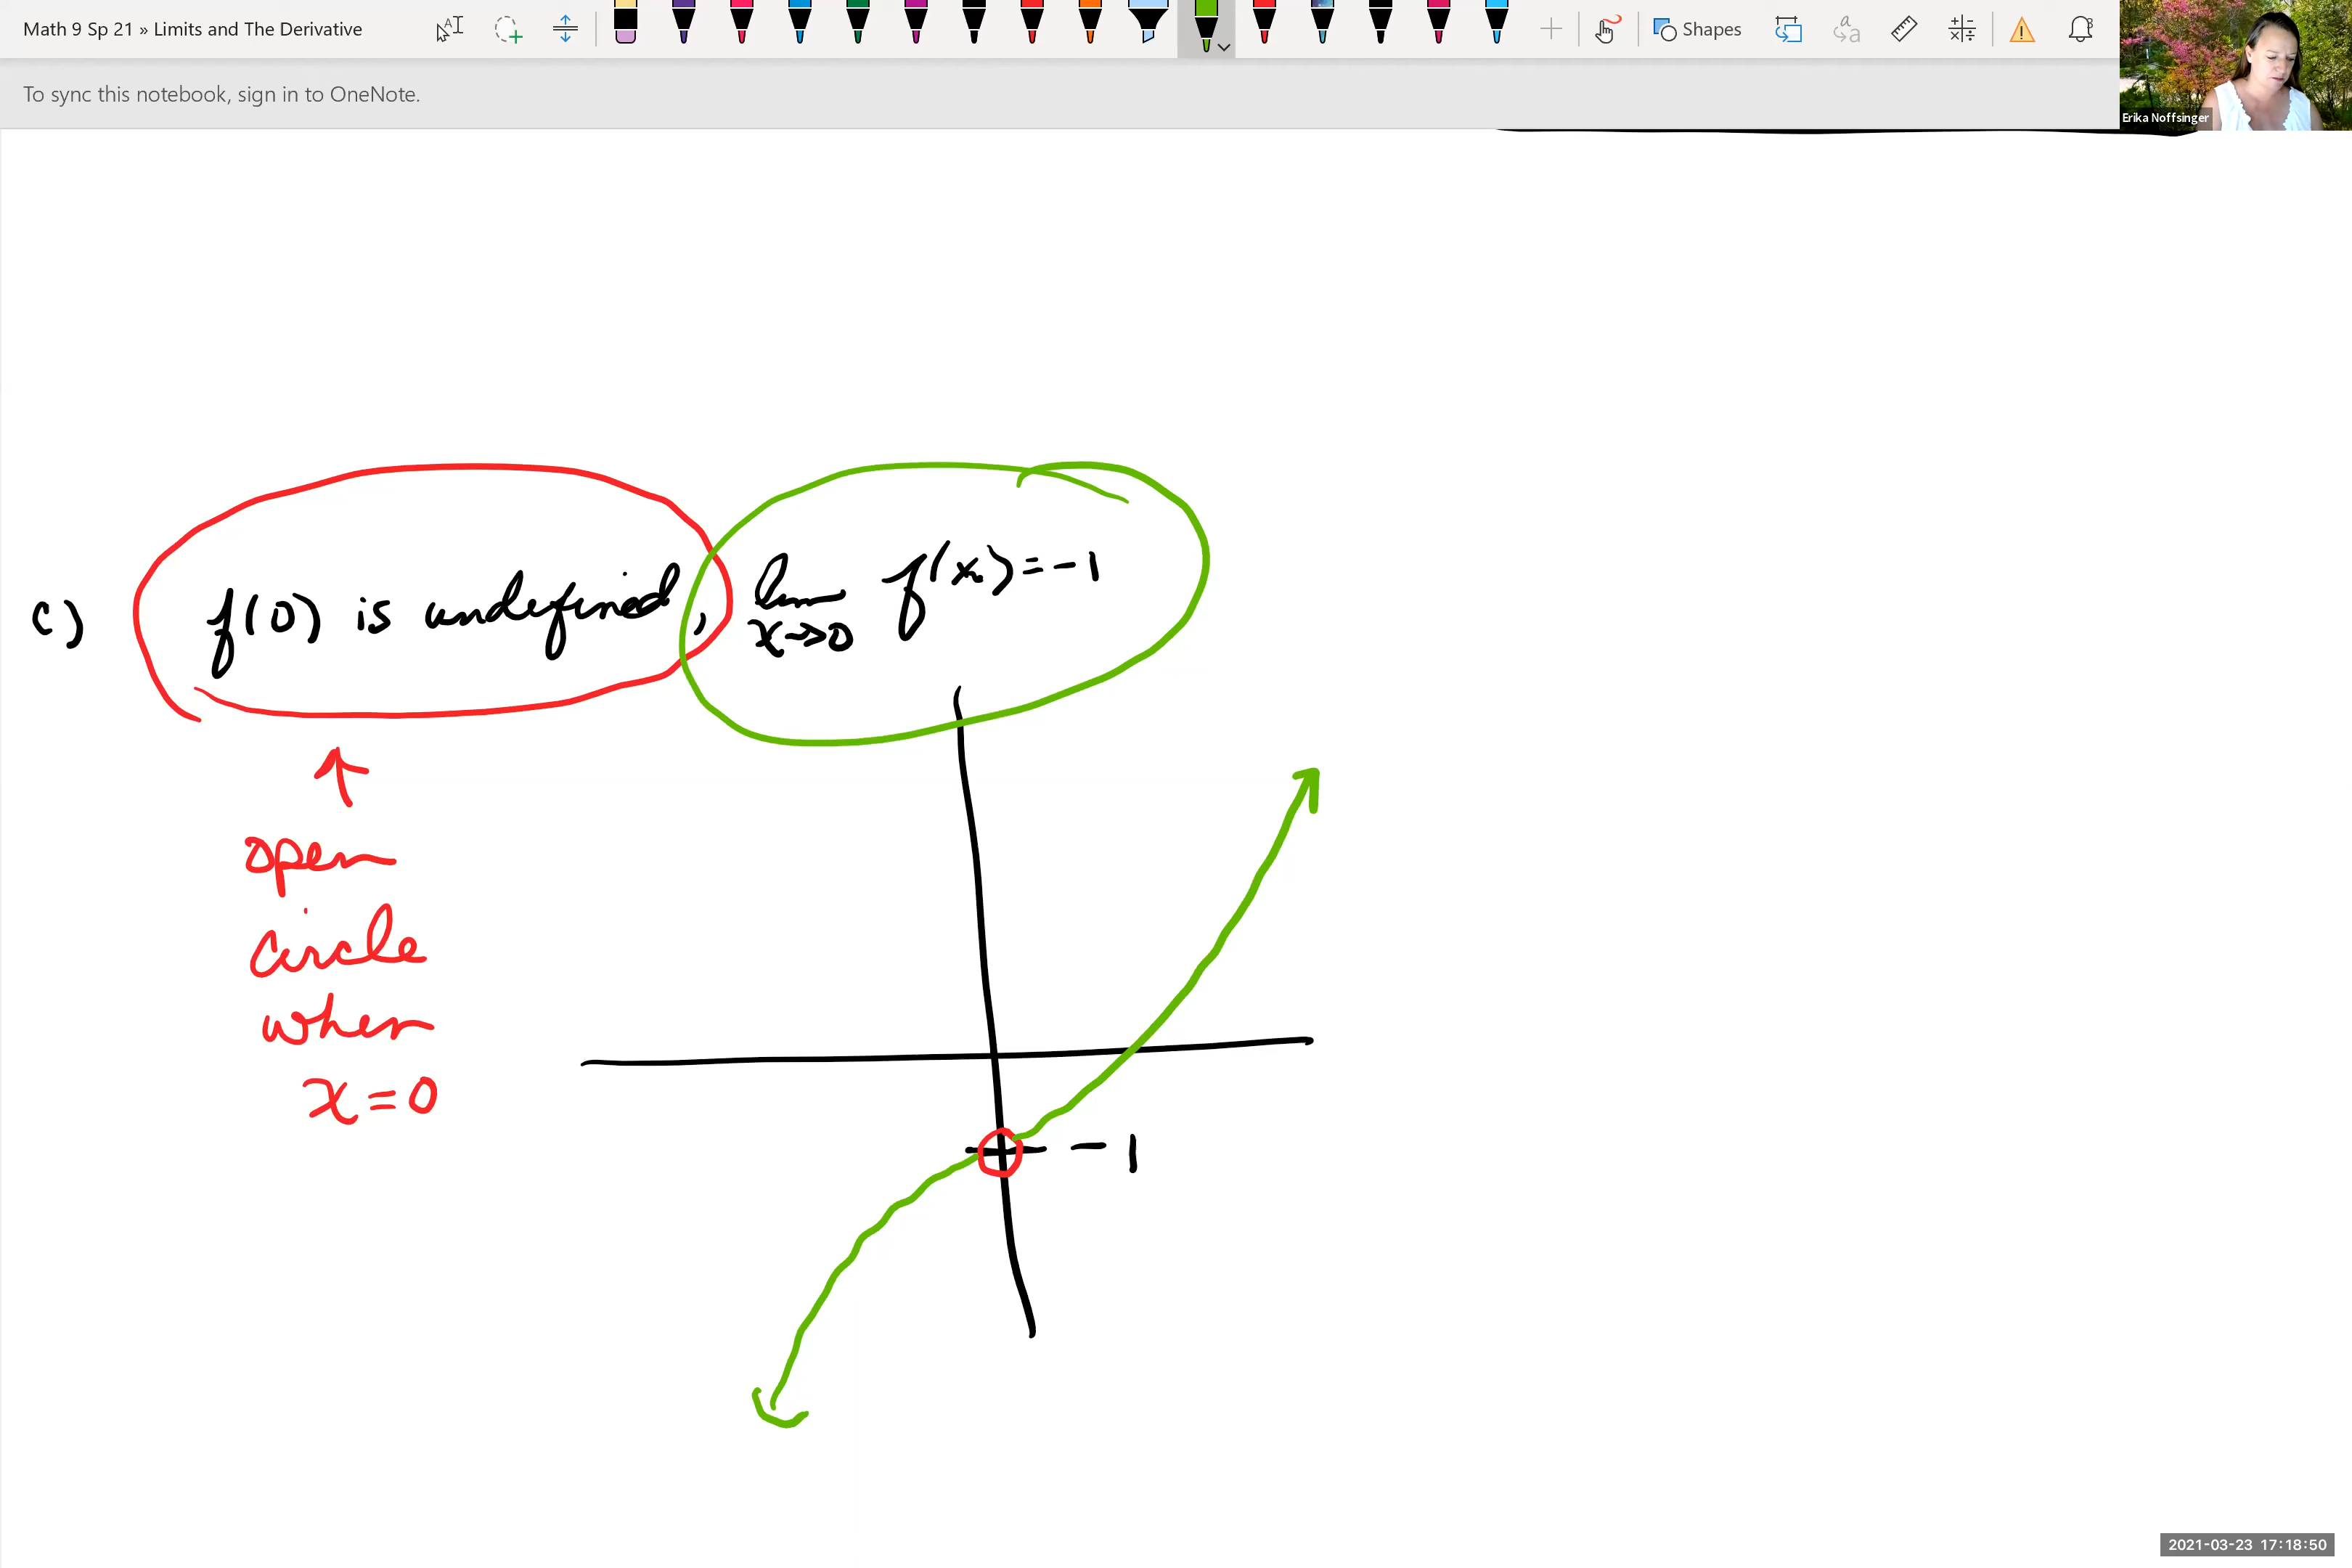 Math 9 Sp 21 » Limits and The Derivative
Shapes
3
To sync this notebook, sign in to OneNote.
Erika Noffsinger
c) f(0) is undefined, lim f(x) = -1
x→0
↑
open
circle
when
x = 0
-1
2021-03-23 17:18:50